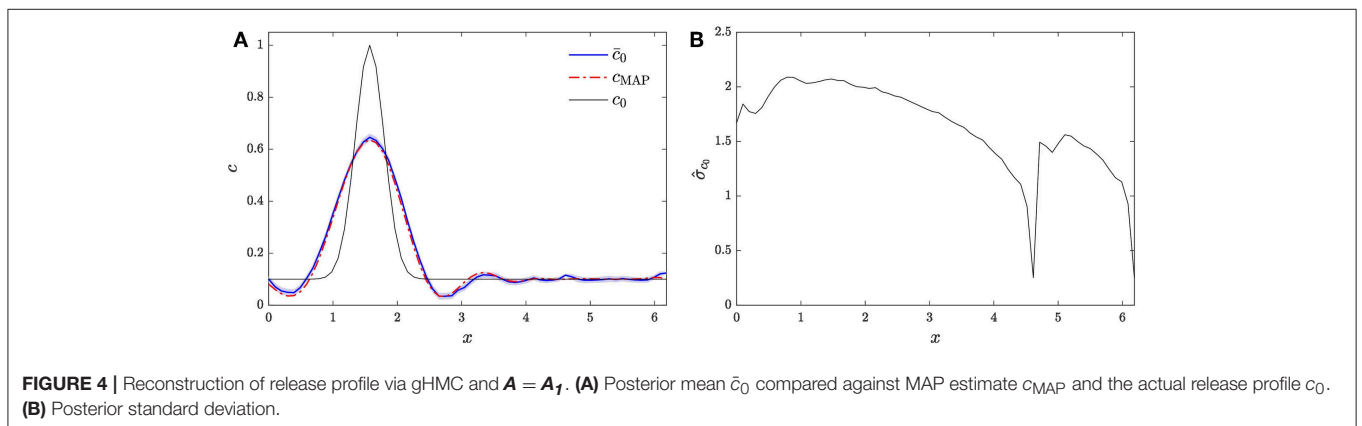 A
1
0.8
0.6
0.4
0.2
0
c
0 1 2 3 4 5 6
x
c̄₀
c_MAP
c₀
B
2.5
2
1.5
1
0.5
0
σ̂_c₀
0 1 2 3 4 5 6
x
FIGURE 4 | Reconstruction of release profile via gHMC and A = A₁. (A) Posterior mean c̄₀ compared against MAP estimate c_MAP and the actual release profile c₀.
(B) Posterior standard deviation.